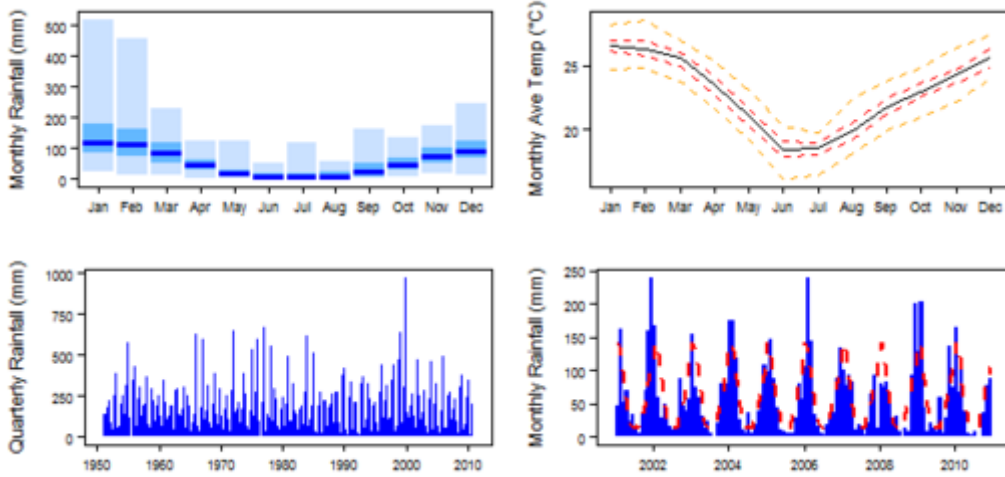 Monthly Rainfall (mm)
500
400
300
200
100
0
Jan Feb Mar Apr May Jun Jul Aug Sep Oct Nov Dec
Monthly Ave Temp (°C)
25
20
Jan Feb Mar Apr May Jun Jul Aug Sep Oct Nov Dec
Quarterly Rainfall (mm)
1000
750
500
250
0
1950 1960 1970 1980 1990 2000 2010
Monthly Rainfall (mm)
250
200
150
100
50
0
2002 2004 2006 2008 2010